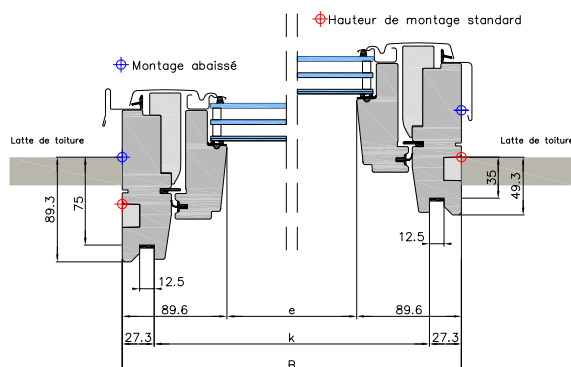 Hauteur de montage standard
Montage abaissé
Latte de toiture
Latte de toiture
89.3
75
35
49.3
12.5
12.5
89.6
e
89.6
27.3
k
27.3